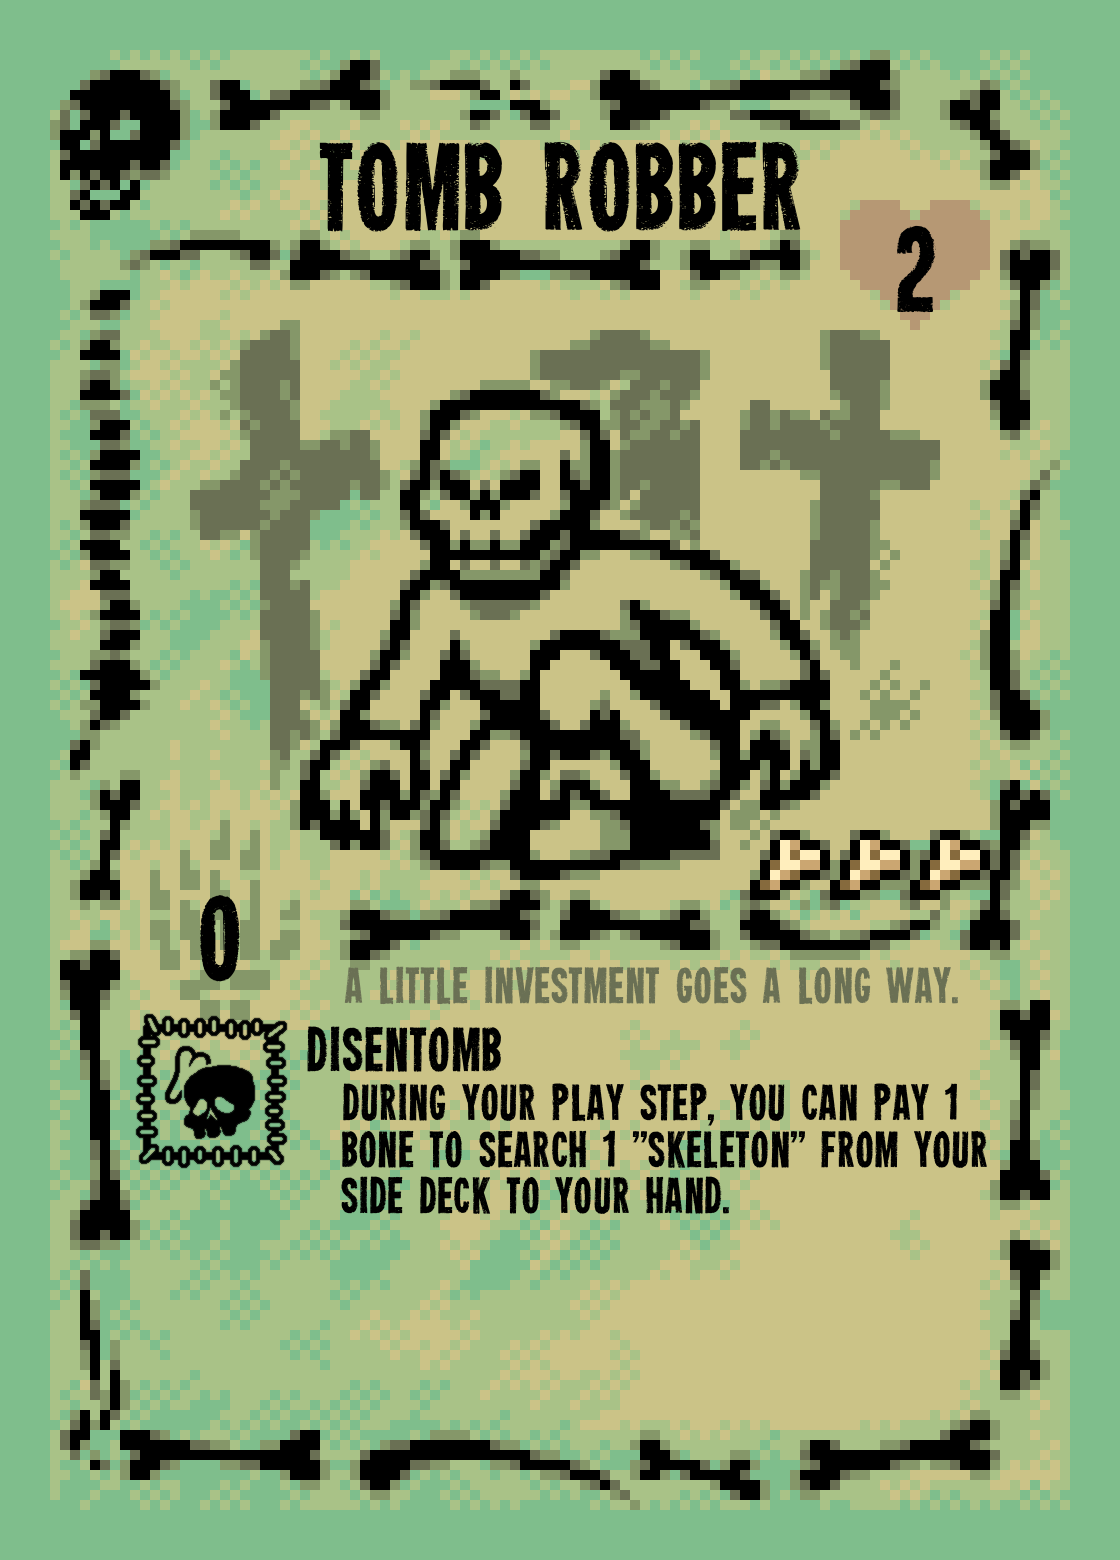 TOMB ROBBER
2
0
A LITTLE INVESTMENT GOES A LONG WAY.
DISENTOMB
DURING YOUR PLAY STEP, YOU CAN PAY 1
BONE TO SEARCH 1 "SKELETON" FROM YOUR
SIDE DECK TO YOUR HAND.